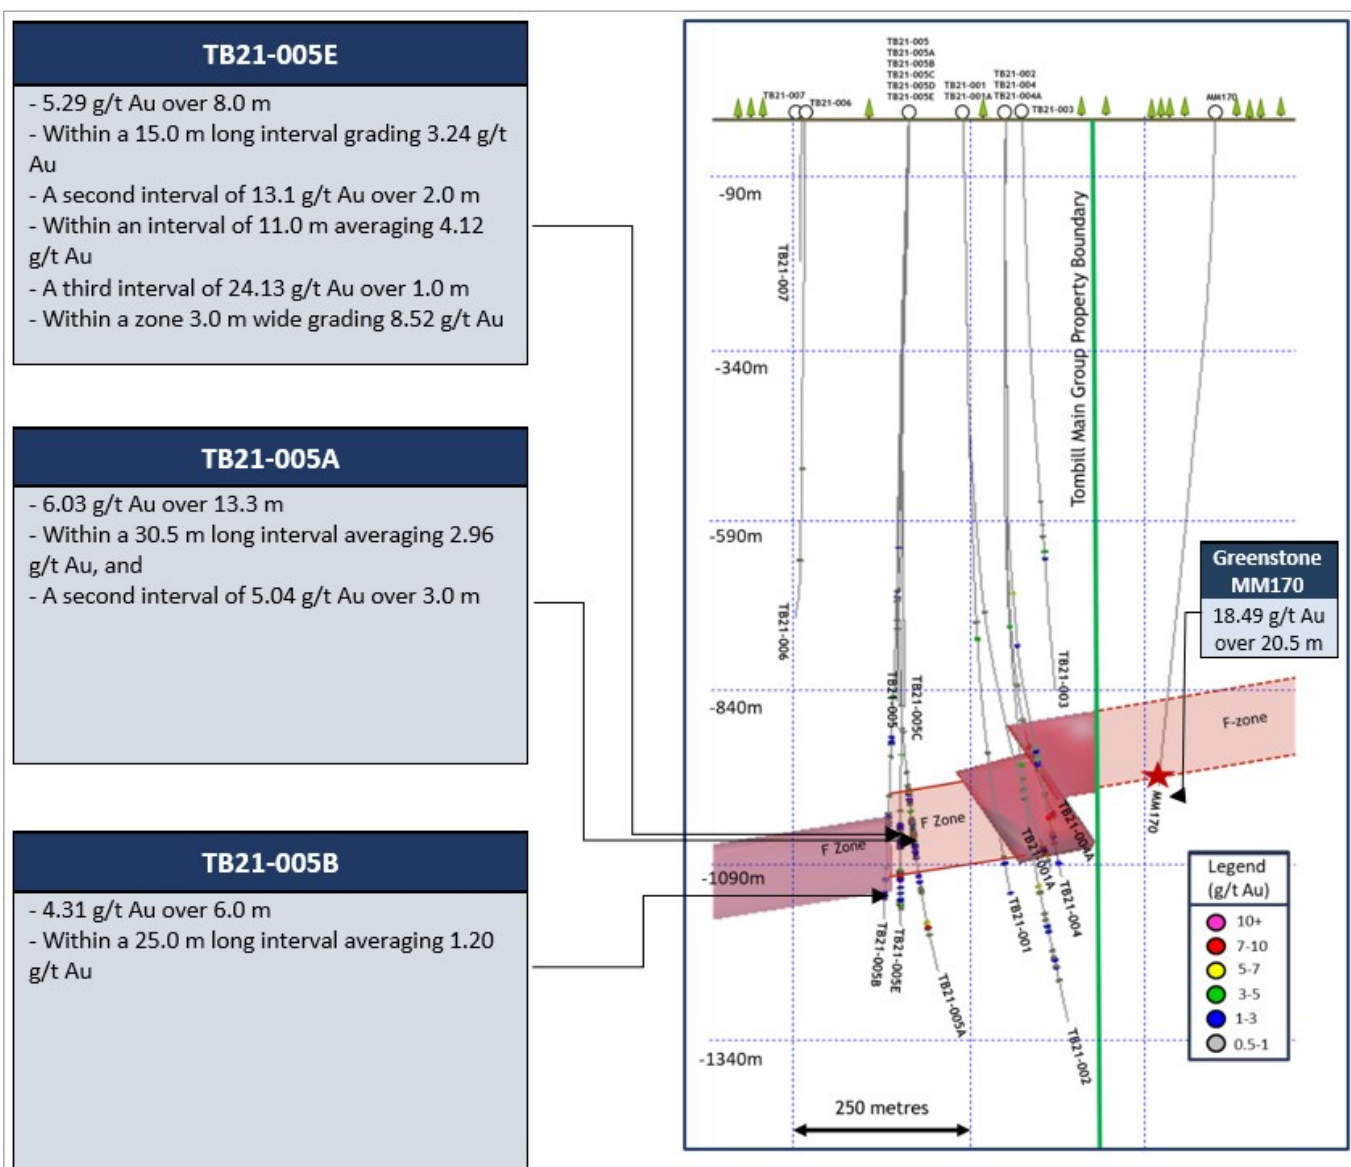 TB21-005E
- 5.29 g/t Au over 8.0 m
- Within a 15.0 m long interval grading 3.24 g/t
Au
- A second interval of 13.1 g/t Au over 2.0 m
- Within an interval of 11.0 m averaging 4.12
g/t Au
- A third interval of 24.13 g/t Au over 1.0 m
- Within a zone 3.0 m wide grading 8.52 g/t Au
TB21-005A
- 6.03 g/t Au over 13.3 m
- Within a 30.5 m long interval averaging 2.96
g/t Au, and
- A second interval of 5.04 g/t Au over 3.0 m
TB21-005B
- 4.31 g/t Au over 6.0 m
- Within a 25.0 m long interval averaging 1.20
g/t Au
TB21-007
TB21-006
TB21-005
TB21-005A
TB21-005B
TB21-005C
TB21-005D
TB21-005E
TB21-001
TB21-001A
TB21-002
TB21-004
TB21-004A
TB21-003
MM170
-90m
-340m
-590m
-840m
-1090m
-1340m
TB21-007
TB21-006
TB21-005
TB21-005C
TB21-003
Tombill Main Group Property Boundary
Greenstone
MM170
18.49 g/t Au
over 20.5 m
F-zone
F Zone
F Zone
MM170
TB21-004A
TB21-001A
TB21-004
TB21-001
TB21-005B
TB21-005E
TB21-005A
TB21-002
Legend
(g/t Au)
10+
7-10
5-7
3-5
1-3
0.5-1
250 metres